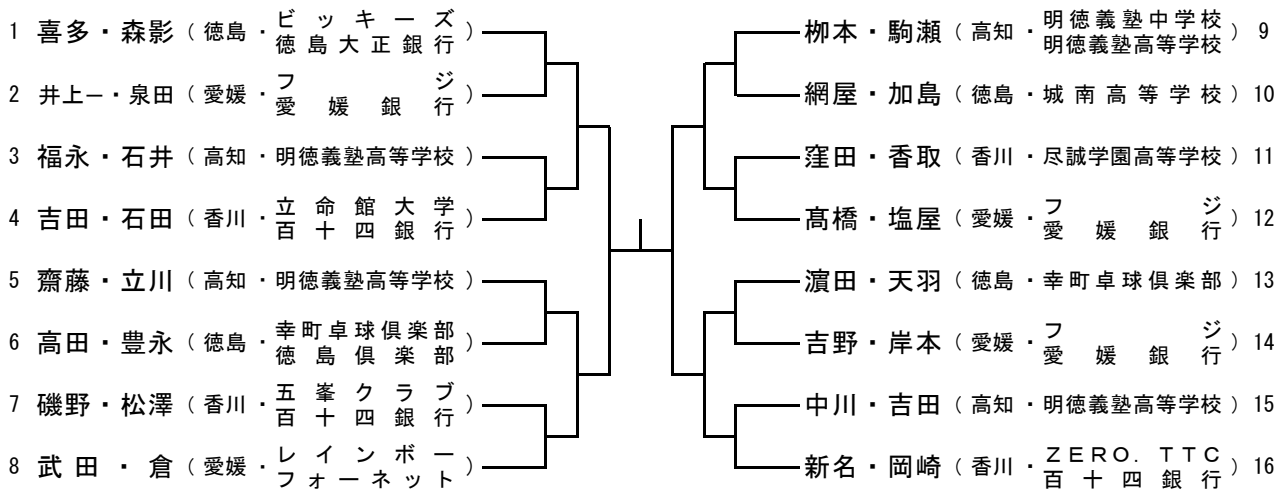 1 喜多・森影 (徳島・ビッキーズ 徳島大正銀行)
2 井上ー・泉田 (愛媛・フジ 愛媛銀行)
3 福永・石井 (高知・明徳義塾高等学校)
4 吉田・石田 (香川・立命館大学 百十四銀行)
5 齋藤・立川 (高知・明徳義塾高等学校)
6 高田・豊永 (徳島・幸町卓球倶楽部 徳島倶楽部)
7 磯野・松澤 (香川・五峯クラブ 百十四銀行)
8 武田・倉 (愛媛・レインボー フォーネット)
栁本・駒瀬 (高知・明徳義塾中学校 明徳義塾高等学校) 9
網屋・加島 (徳島・城南高等学校) 10
窪田・香取 (香川・尽誠学園高等学校) 11
髙橋・塩屋 (愛媛・フジ 愛媛銀行) 12
濵田・天羽 (徳島・幸町卓球倶楽部) 13
吉野・岸本 (愛媛・フジ 愛媛銀行) 14
中川・吉田 (高知・明徳義塾高等学校) 15
新名・岡崎 (香川・ZERO. TTC 百十四銀行) 16